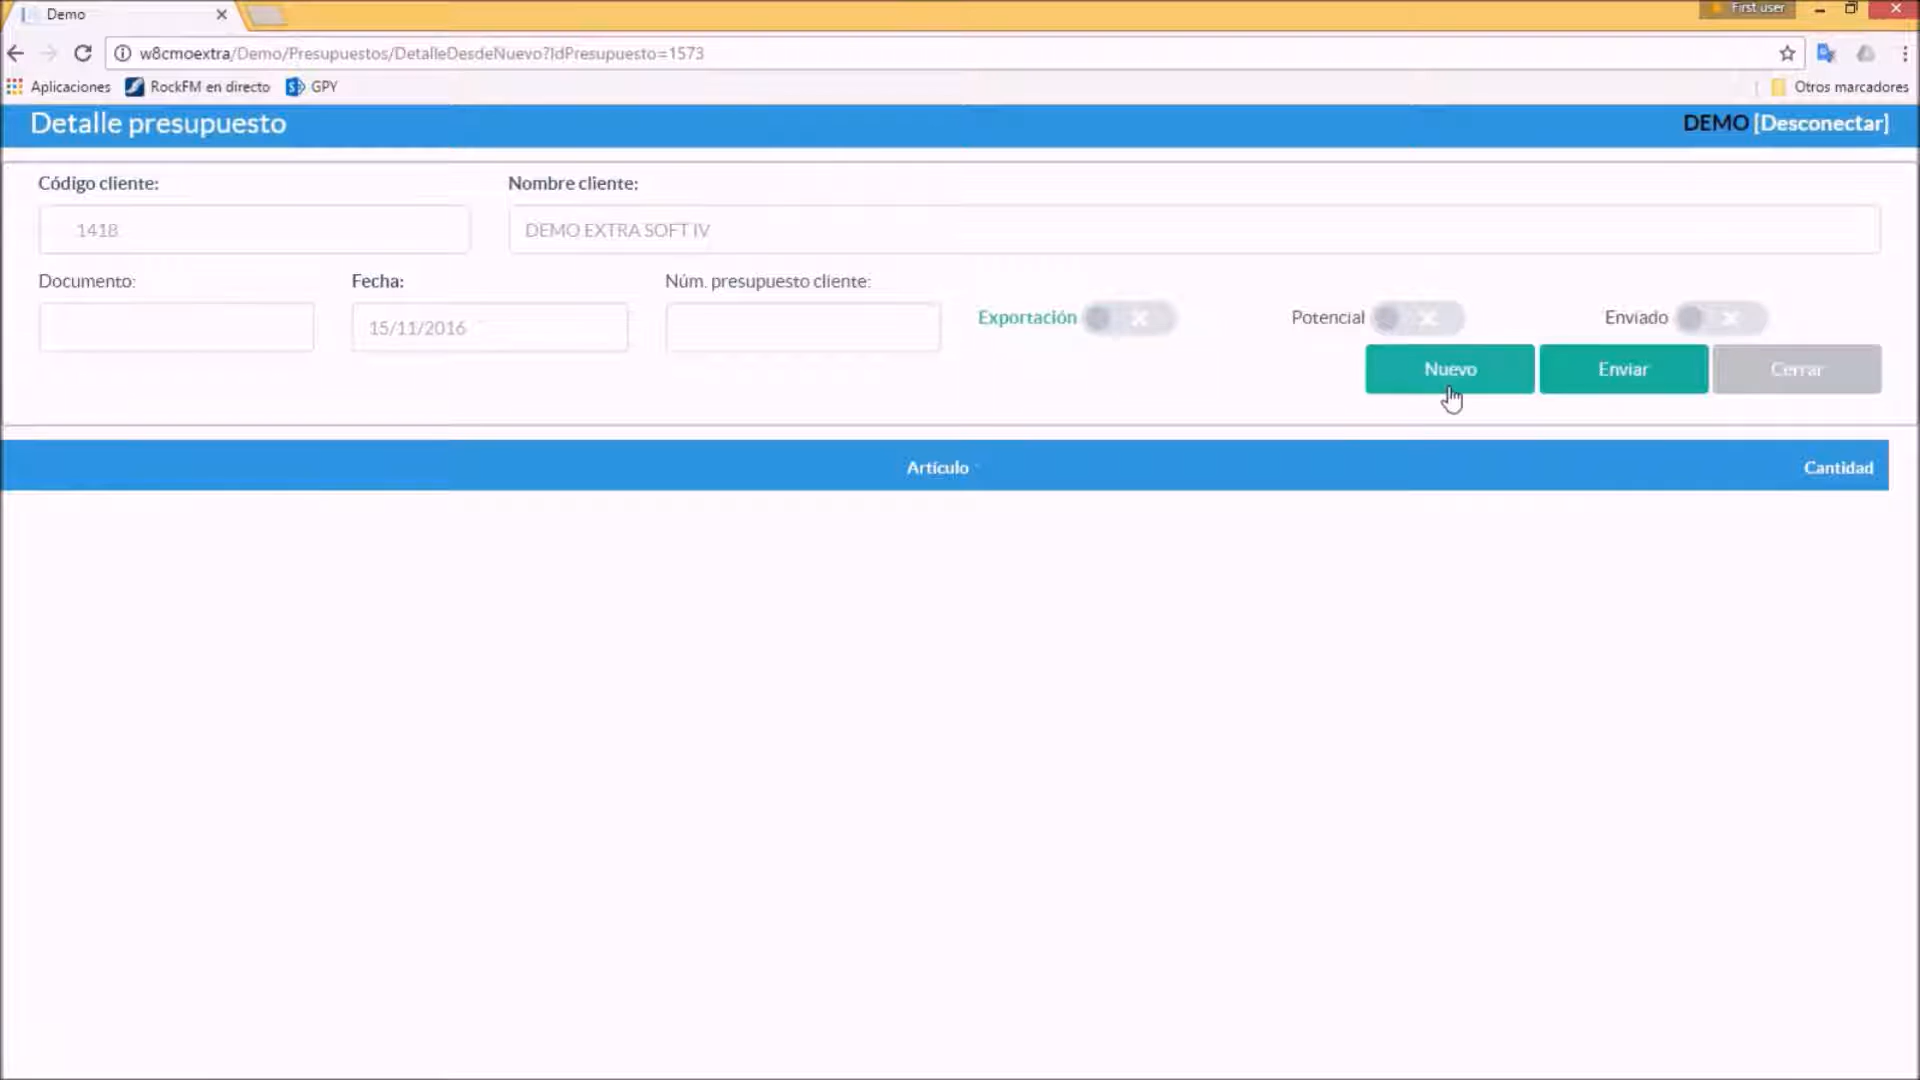 Demo
First user
w8cmoextra/Demo/Presupuestos/DetalleDesdeNuevo?IdPresupuesto=1573
Aplicaciones RockFM en directo GPY Otros marcadores
Detalle presupuesto DEMO [Desconectar]
Código cliente: Nombre cliente:
1418 DEMO EXTRA SOFT IV
Documento: Fecha: Núm. presupuesto cliente:
15/11/2016 Exportación Potencial Enviado
Nuevo Enviar Cerrar
Artículo Cantidad